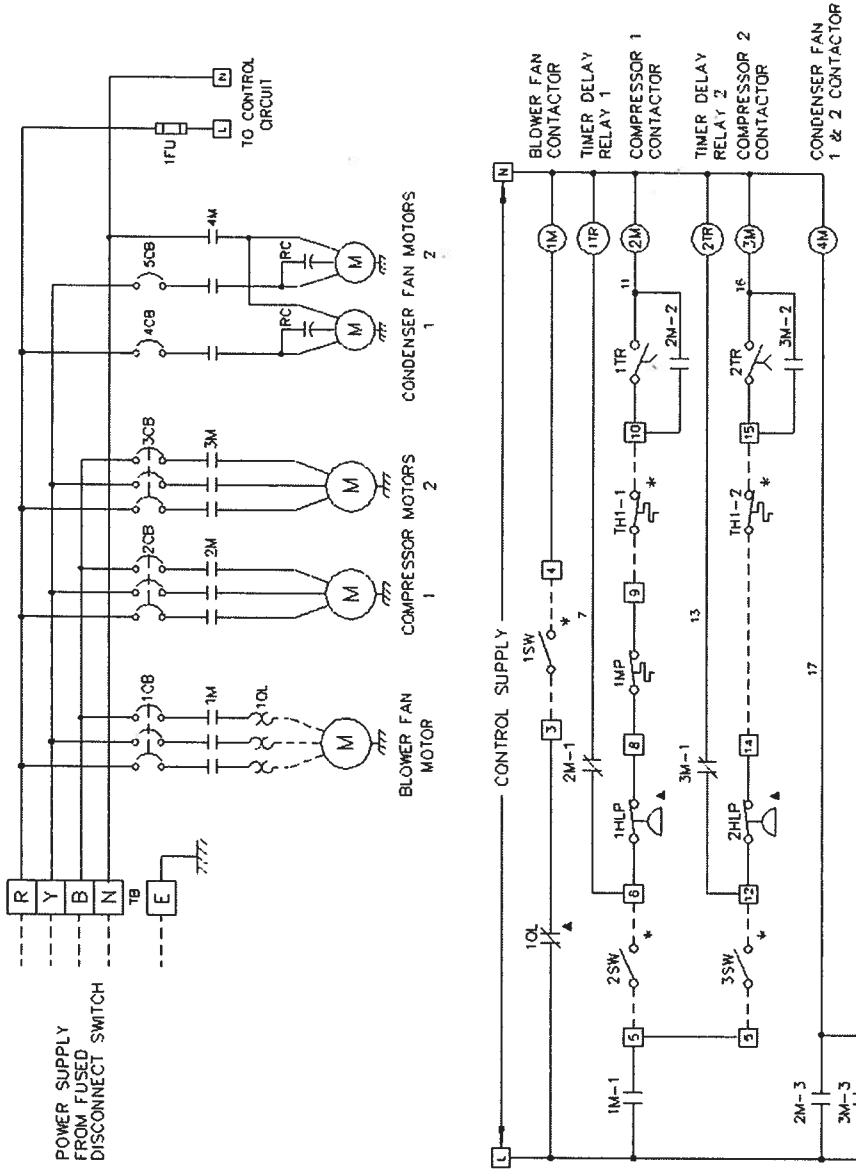 POWER SUPPLY
FROM FUSED
DISCONNECT SWITCH
R
Y
B
N
TB
E
1CB
1M
1OL
M
BLOWER FAN
MOTOR
2CB
2M
M
3CB
3M
M
COMPRESSOR MOTORS
1
2
4CB
RC
M
5CB
4M
RC
M
CONDENSER FAN MOTORS
1
2
1FU
L
N
TO CONTROL
CIRCUIT
L
CONTROL SUPPLY
N
1OL
▲
3
1SW
*
4
1M
BLOWER FAN
CONTACTOR
2M-1
7
1TR
TIMER DELAY
RELAY 1
1M-1
5
2SW
*
6
1HLP
▲
8
1MP
9
TH1-1
*
10
1TR
2M-2
11
2M
COMPRESSOR 1
CONTACTOR
3M-1
13
2TR
TIMER DELAY
RELAY 2
5
3SW
*
12
2HLP
▲
14
TH1-2
*
15
2TR
3M-2
16
3M
COMPRESSOR 2
CONTACTOR
2M-3
17
4M
CONDENSER FAN
1 & 2 CONTACTOR
3M-3